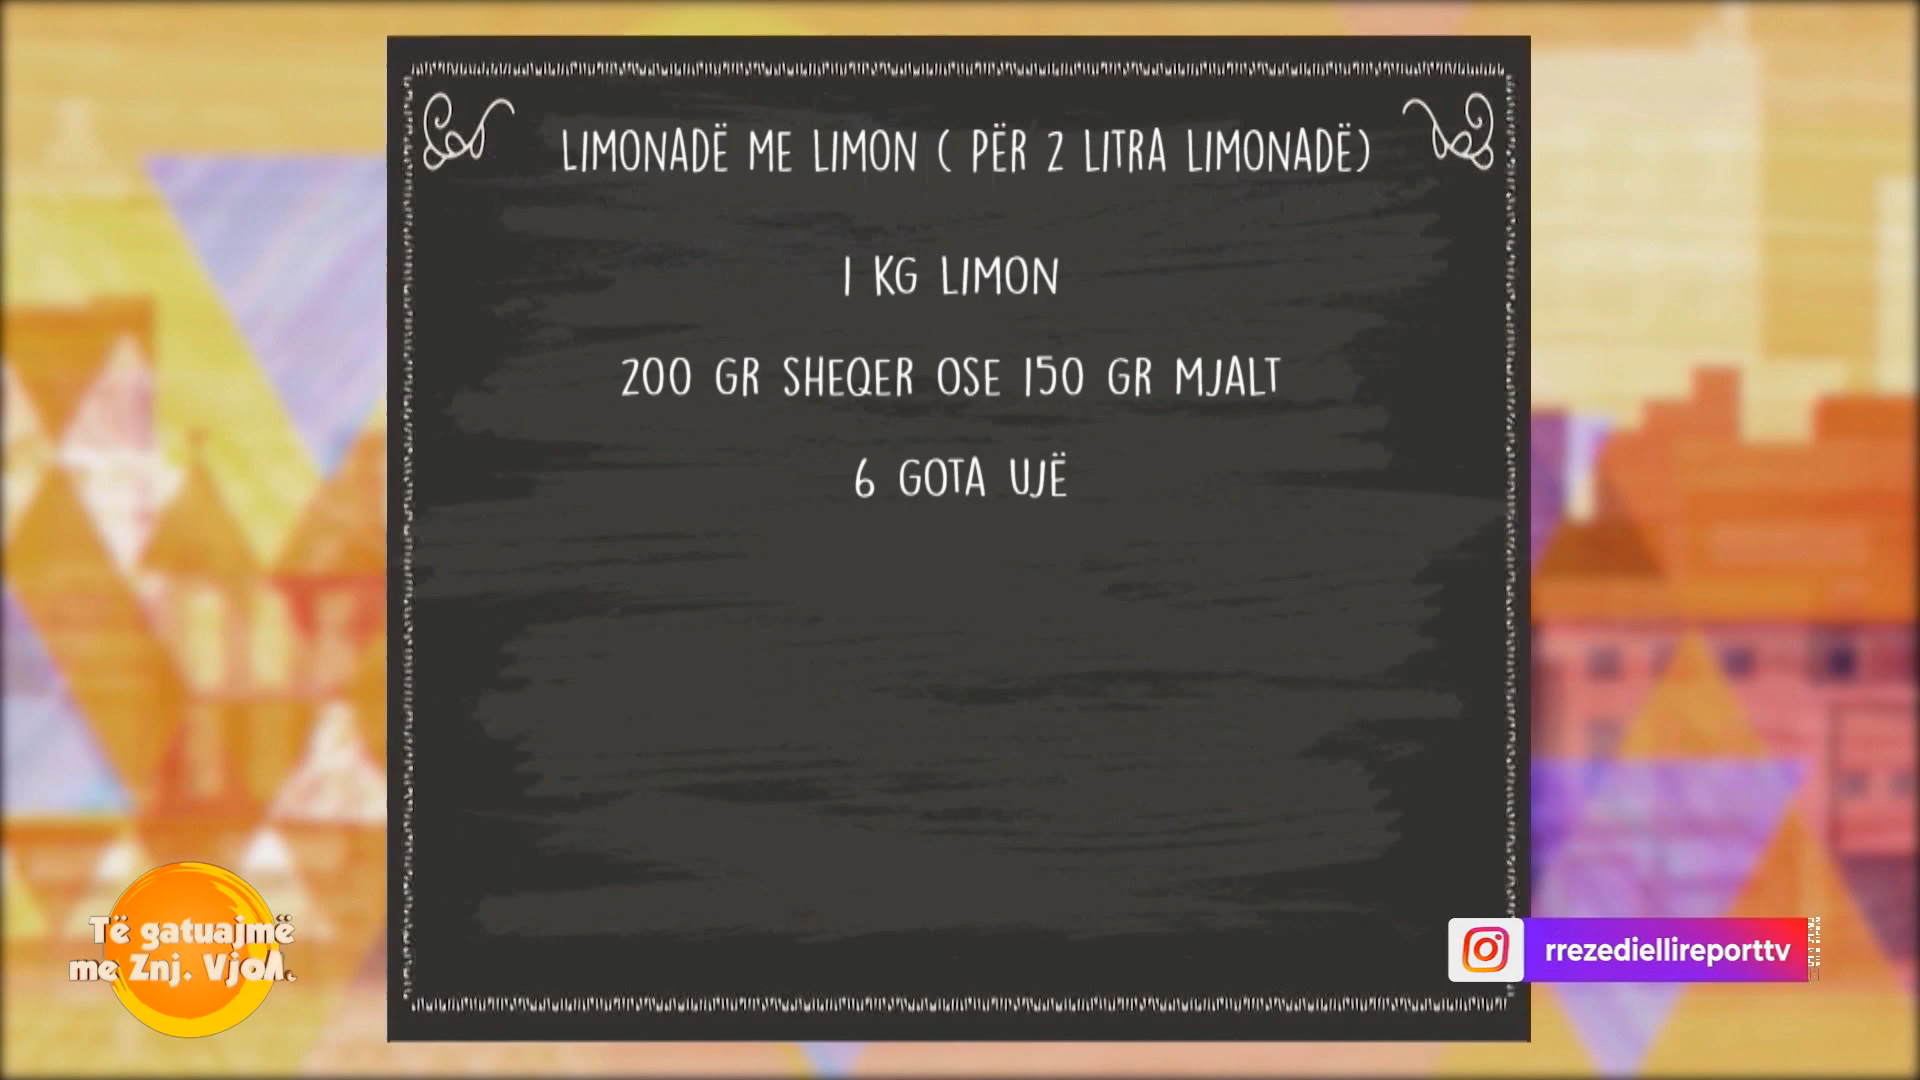 LIMONADË ME LIMON ( PËR 2 LITRA LIMONADË)
1 KG LIMON
200 GR SHEQER OSE 150 GR MJALT
6 GOTA UJË
Të gatuajmë
me Znj. Vjol
rrezediellireporttv